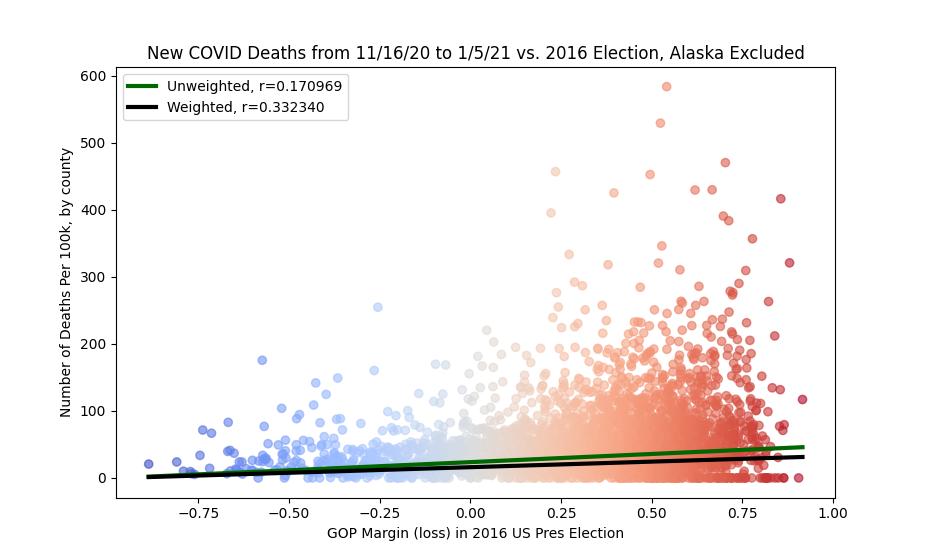 New COVID Deaths from 11/16/20 to 1/5/21 vs. 2016 Election, Alaska Excluded
Unweighted, r=0.170969
Weighted, r=0.332340
Number of Deaths Per 100k, by county
600
500
400
300
200
100
0
−0.75 −0.50 −0.25 0.00 0.25 0.50 0.75 1.00
GOP Margin (loss) in 2016 US Pres Election